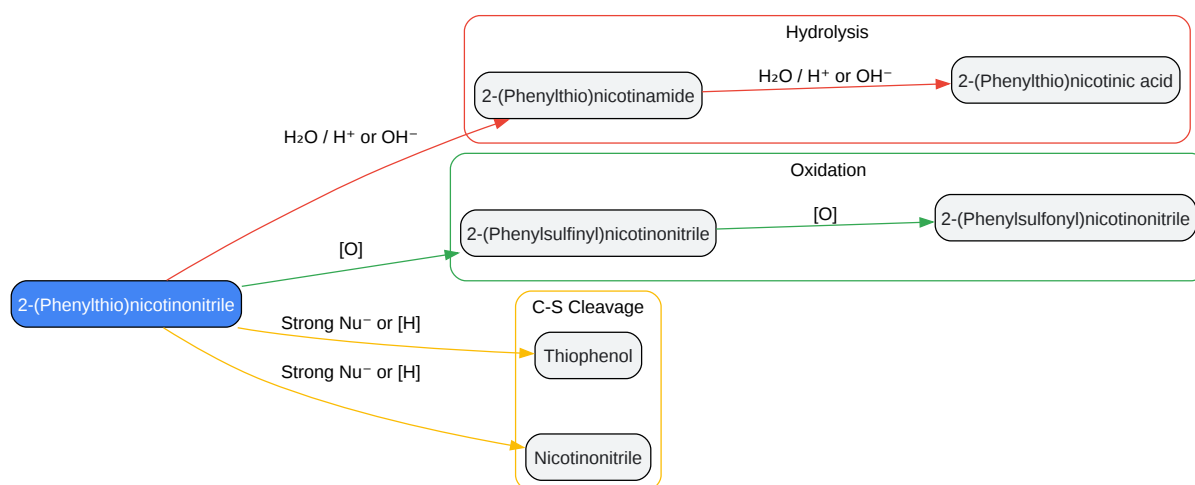 Hydrolysis
2-(Phenylthio)nicotinamide
H₂O / H⁺ or OH⁻
2-(Phenylthio)nicotinic acid
H₂O / H⁺ or OH⁻
Oxidation
2-(Phenylsulfinyl)nicotinonitrile
[O]
2-(Phenylsulfonyl)nicotinonitrile
[O]
2-(Phenylthio)nicotinonitrile
C-S Cleavage
Strong Nu⁻ or [H]
Thiophenol
Strong Nu⁻ or [H]
Nicotinonitrile